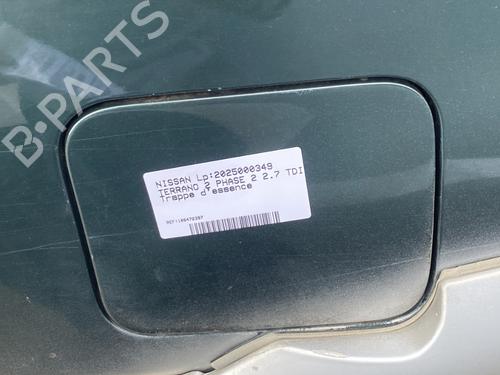 B-PARTS
NISSAN Lp:2025000349
TERRANO 2 PHASE 2 2.7 TDI
Trappe d'essence